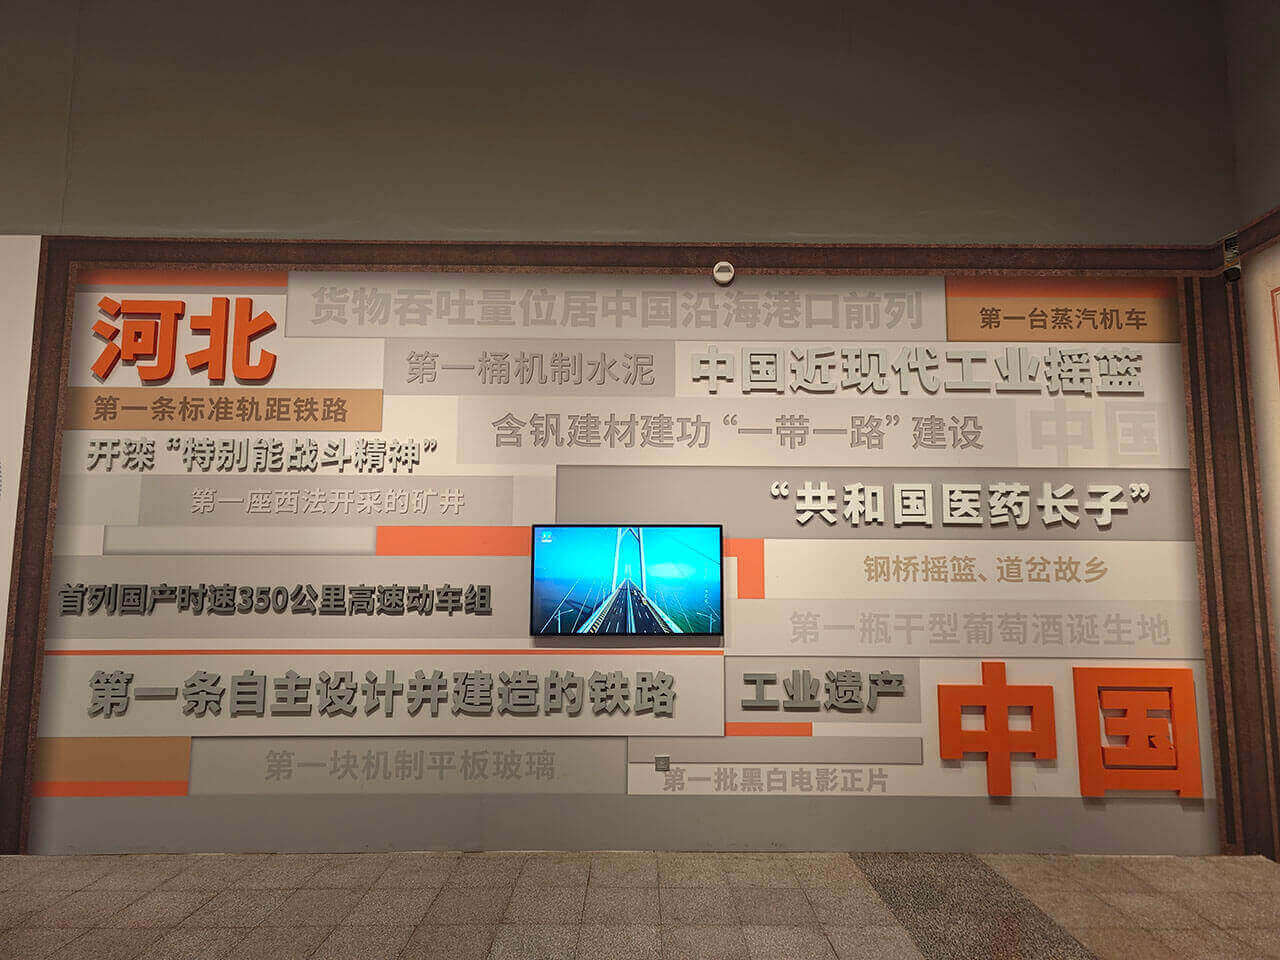 河北
货物吞吐量位居中国沿海港口前列
第一台蒸汽机车
第一桶机制水泥
中国近现代工业摇篮
第一条标准轨距铁路
含钒建材建功“一带一路”建设
中国
开滦“特别能战斗精神”
第一座西法开采的矿井
“共和国医药长子”
钢桥摇篮、道岔故乡
首列国产时速350公里高速动车组
第一瓶干型葡萄酒诞生地
第一条自主设计并建造的铁路
工业遗产
中国
第一块机制平板玻璃
第一批黑白电影正片